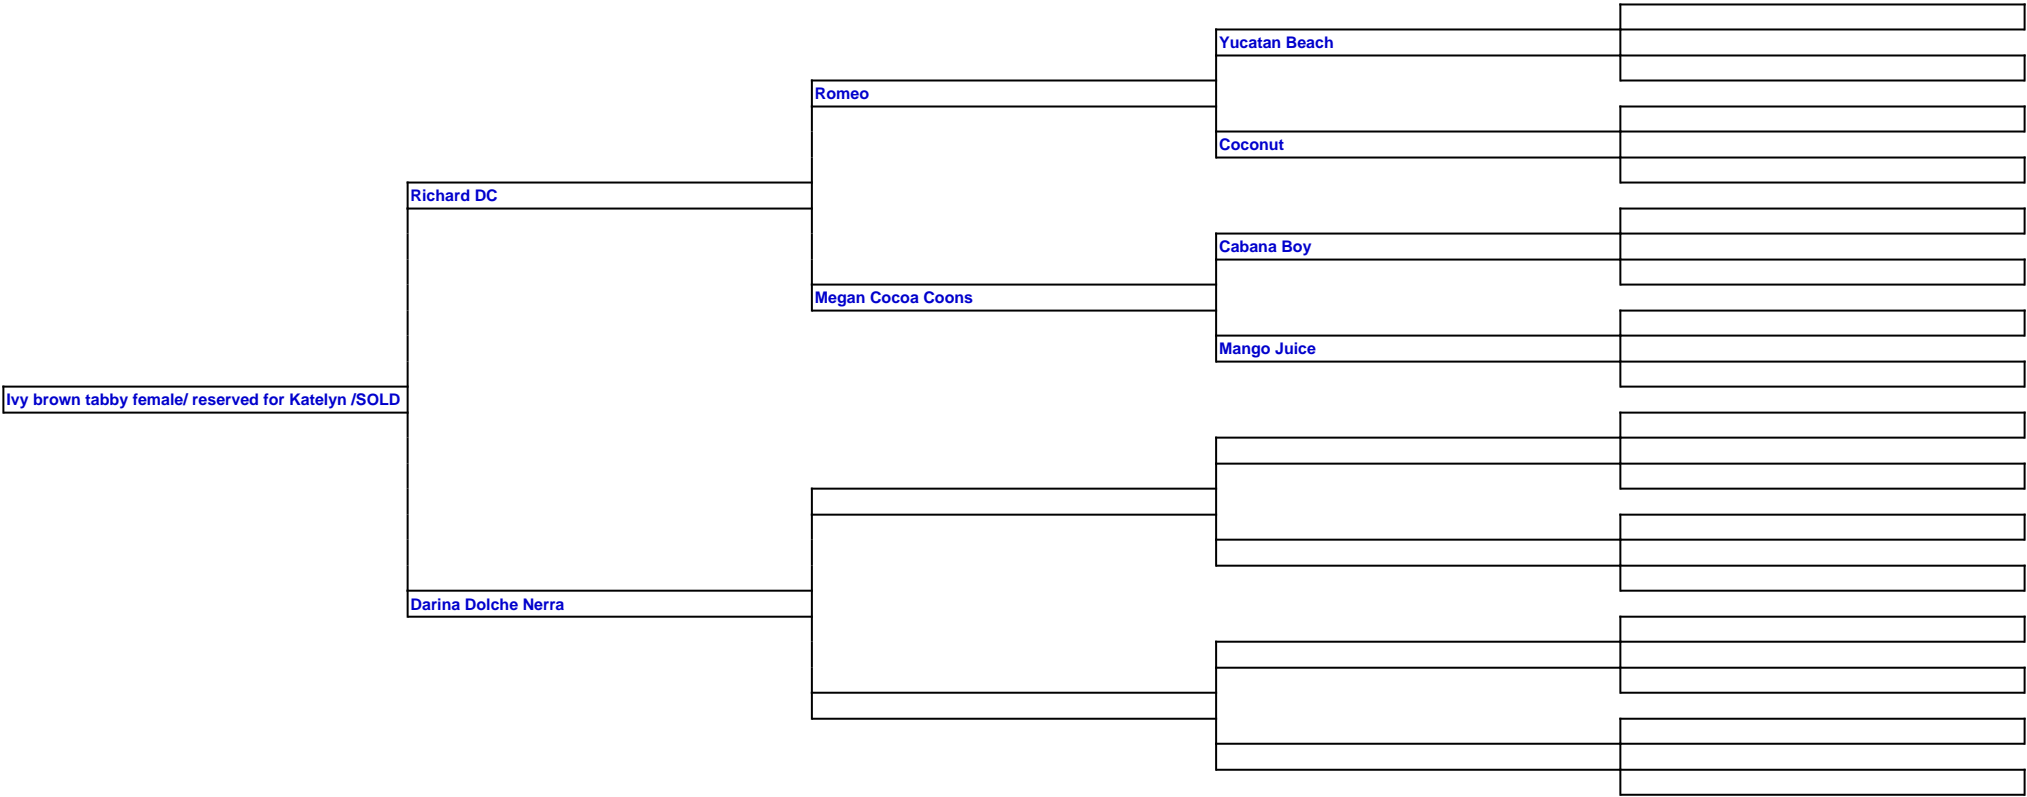 Yucatan Beach
Romeo
Coconut
Richard DC
Cabana Boy
Megan Cocoa Coons
Mango Juice
Ivy brown tabby female/ reserved for Katelyn /SOLD
Darina Dolche Nerra